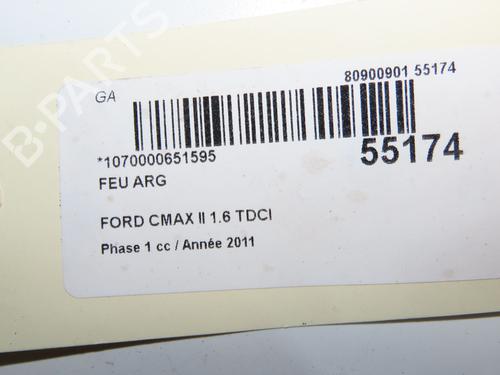 B-PARTS
80900901 55174
GA
*1070000651595
55174
FEU ARG
FORD CMAX II 1.6 TDCI
Phase 1 cc / Année 2011